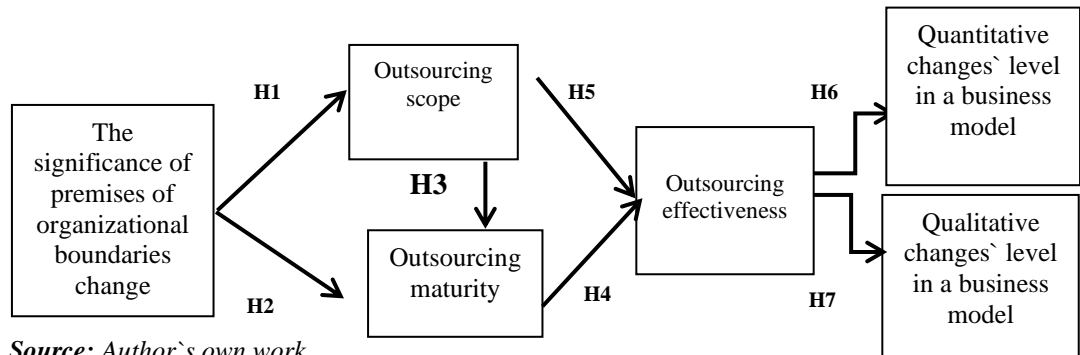 The
significance of
premises of
organizational
boundaries
change
H1
H2
Outsourcing
scope
H3
Outsourcing
maturity
H5
H4
Outsourcing
effectiveness
H6
H7
Quantitative
changes` level
in a business
model
Qualitative
changes` level
in a business
model
Source: Author`s own work